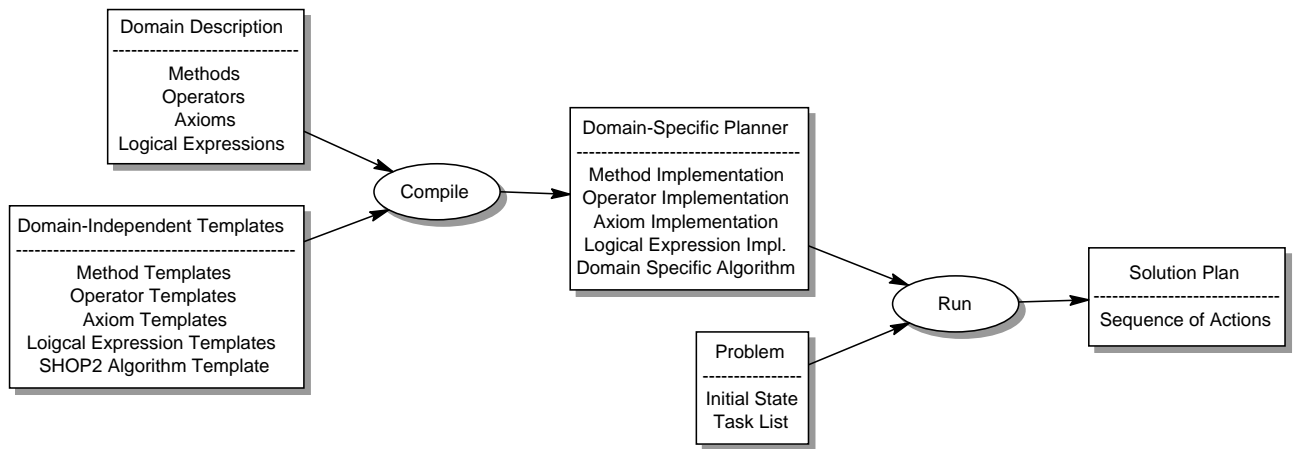 Domain Description
--------------------------------
Methods
Operators
Axioms
Logical Expressions
Compile
Domain-Independent Templates
----------------------------------------------
Method Templates
Operator Templates
Axiom Templates
Loigcal Expression Templates
SHOP2 Algorithm Template
Domain-Specific Planner
------------------------------------
Method Implementation
Operator Implementation
Axiom Implementation
Logical Expression Impl.
Domain Specific Algorithm
Run
Problem
----------------
Initial State
Task List
Solution Plan
------------------------------
Sequence of Actions